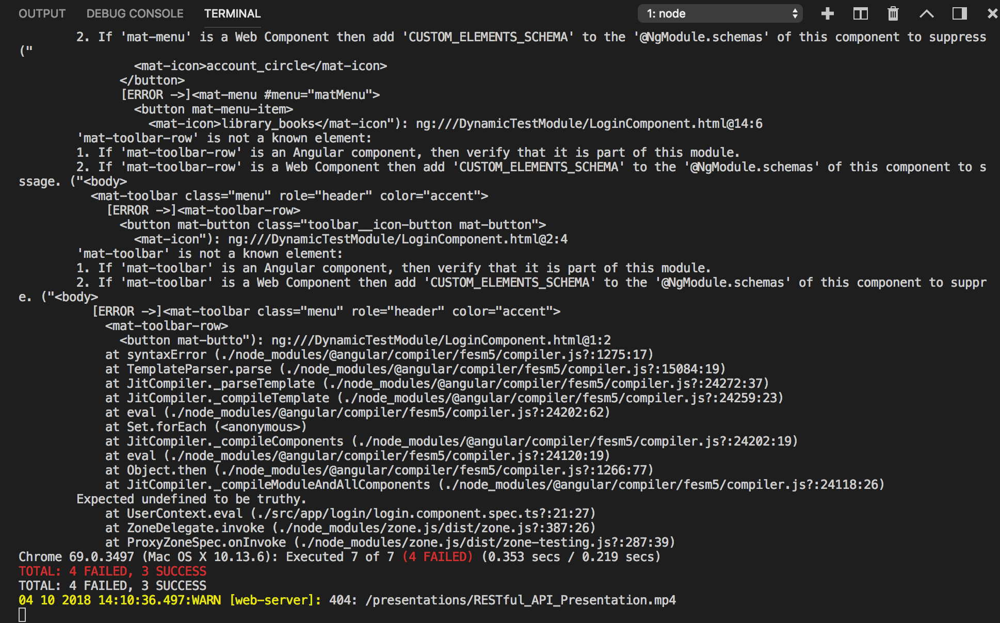 OUTPUT DEBUG CONSOLE TERMINAL 1: node
2. If 'mat-menu' is a Web Component then add 'CUSTOM_ELEMENTS_SCHEMA' to the '@NgModule.schemas' of this component to suppress
("
<mat-icon>account_circle</mat-icon>
</button>
[ERROR ->]<mat-menu #menu="matMenu">
<button mat-menu-item>
<mat-icon>library_books</mat-icon"): ng:///DynamicTestModule/LoginComponent.html@14:6
'mat-toolbar-row' is not a known element:
1. If 'mat-toolbar-row' is an Angular component, then verify that it is part of this module.
2. If 'mat-toolbar-row' is a Web Component then add 'CUSTOM_ELEMENTS_SCHEMA' to the '@NgModule.schemas' of this component to s
ssage. ("<body>
<mat-toolbar class="menu" role="header" color="accent">
[ERROR ->]<mat-toolbar-row>
<button mat-button class="toolbar__icon-button mat-button">
<mat-icon"): ng:///DynamicTestModule/LoginComponent.html@2:4
'mat-toolbar' is not a known element:
1. If 'mat-toolbar' is an Angular component, then verify that it is part of this module.
2. If 'mat-toolbar' is a Web Component then add 'CUSTOM_ELEMENTS_SCHEMA' to the '@NgModule.schemas' of this component to suppr
e. ("<body>
[ERROR ->]<mat-toolbar class="menu" role="header" color="accent">
<mat-toolbar-row>
<button mat-butto"): ng:///DynamicTestModule/LoginComponent.html@1:2
at syntaxError (./node_modules/@angular/compiler/fesm5/compiler.js?:1275:17)
at TemplateParser.parse (./node_modules/@angular/compiler/fesm5/compiler.js?:15084:19)
at JitCompiler._parseTemplate (./node_modules/@angular/compiler/fesm5/compiler.js?:24272:37)
at JitCompiler._compileTemplate (./node_modules/@angular/compiler/fesm5/compiler.js?:24259:23)
at eval (./node_modules/@angular/compiler/fesm5/compiler.js?:24202:62)
at Set.forEach (<anonymous>)
at JitCompiler._compileComponents (./node_modules/@angular/compiler/fesm5/compiler.js?:24202:19)
at eval (./node_modules/@angular/compiler/fesm5/compiler.js?:24120:19)
at Object.then (./node_modules/@angular/compiler/fesm5/compiler.js?:1266:77)
at JitCompiler._compileModuleAndAllComponents (./node_modules/@angular/compiler/fesm5/compiler.js?:24118:26)
Expected undefined to be truthy.
at UserContext.eval (./src/app/login/login.component.spec.ts?:21:27)
at ZoneDelegate.invoke (./node_modules/zone.js/dist/zone.js?:387:26)
at ProxyZoneSpec.onInvoke (./node_modules/zone.js/dist/zone-testing.js?:287:39)
Chrome 69.0.3497 (Mac OS X 10.13.6): Executed 7 of 7 (4 FAILED) (0.353 secs / 0.219 secs)
TOTAL: 4 FAILED, 3 SUCCESS
TOTAL: 4 FAILED, 3 SUCCESS
04 10 2018 14:10:36.497:WARN [web-server]: 404: /presentations/RESTful_API_Presentation.mp4